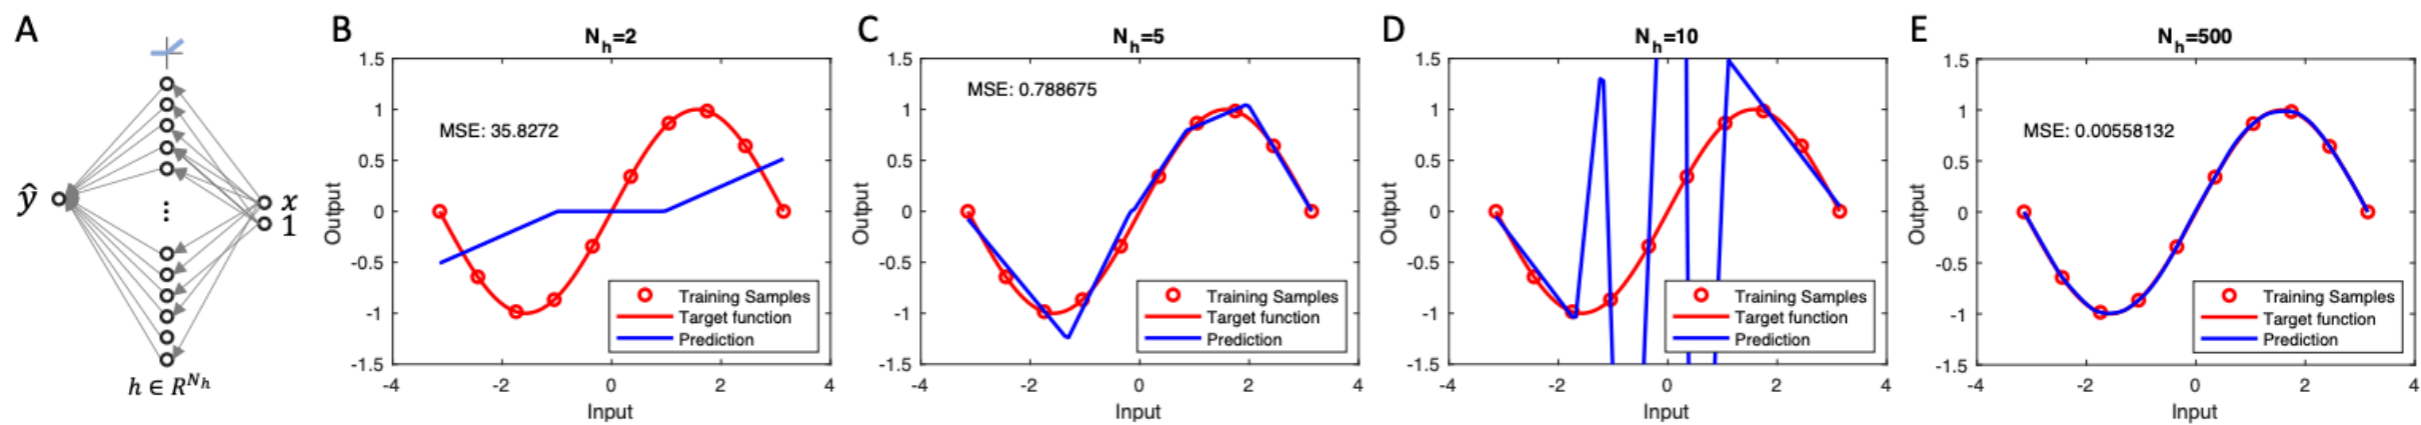 A
ŷ
x
1
⋮
h ∈ R^{N_h}
B
N_h=2
MSE: 35.8272
Output
1.5
1
0.5
0
-0.5
-1
-1.5
-4
-2
0
2
4
Input
Training Samples
Target function
Prediction
C
N_h=5
MSE: 0.788675
Output
1.5
1
0.5
0
-0.5
-1
-1.5
-4
-2
0
2
4
Input
Training Samples
Target function
Prediction
D
N_h=10
Output
1.5
1
0.5
0
-0.5
-1
-1.5
-4
-2
0
2
4
Input
Training Samples
Target function
Prediction
E
N_h=500
MSE: 0.00558132
Output
1.5
1
0.5
0
-0.5
-1
-1.5
-4
-2
0
2
4
Input
Training Samples
Target function
Prediction